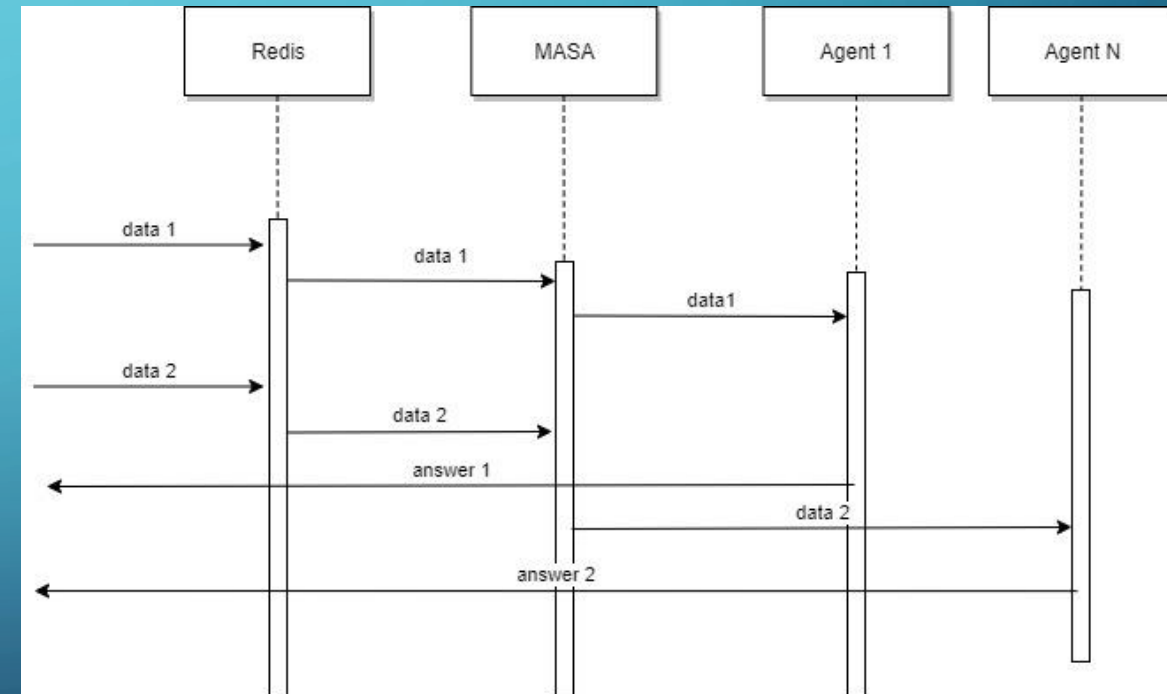 Redis
MASA
Agent 1
Agent N
data 1
data 1
data1
data 2
data 2
answer 1
data 2
answer 2